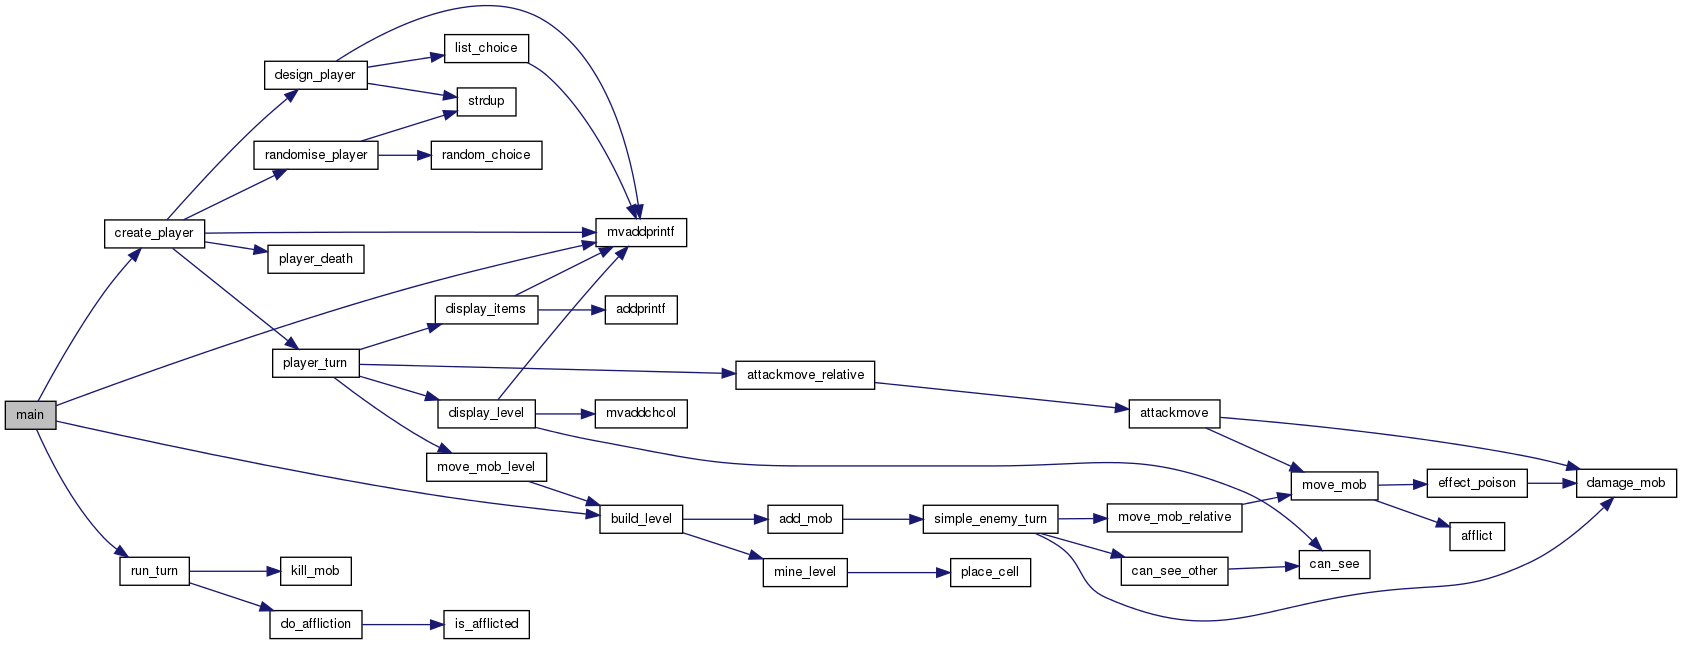 list_choice
design_player
strdup
randomise_player
random_choice
create_player
mvaddprintf
player_death
display_items
addprintf
player_turn
attackmove_relative
main
display_level
mvaddchcol
attackmove
move_mob_level
move_mob
effect_poison
damage_mob
build_level
add_mob
simple_enemy_turn
move_mob_relative
afflict
run_turn
kill_mob
mine_level
place_cell
can_see_other
can_see
do_affliction
is_afflicted